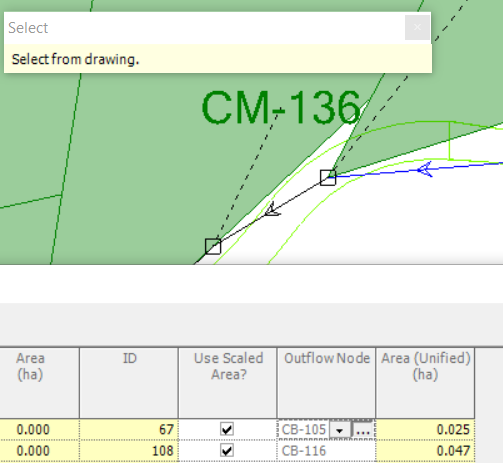 Select
Select from drawing.
CM-136
Area (ha) ID Use Scaled Area? Outflow Node Area (Unified) (ha)
0.000 67 CB-105 ... 0.025
0.000 108 CB-116 0.047